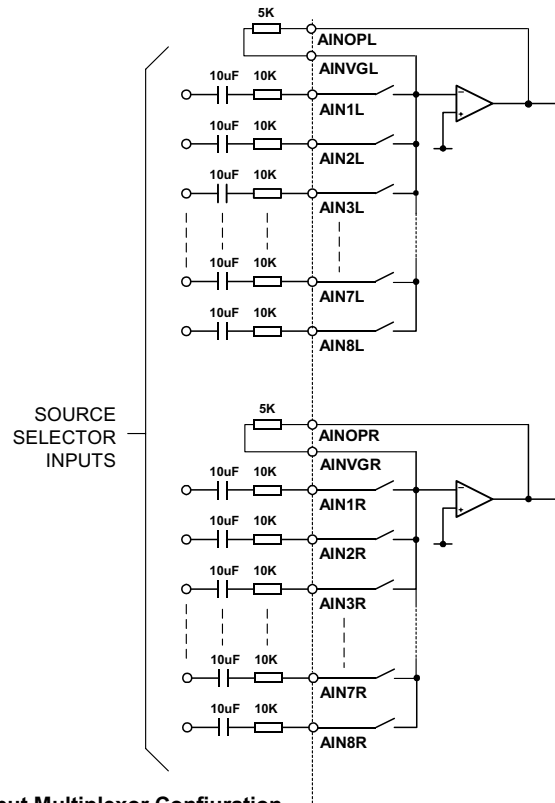 5K
AINOPL
AINVGL
10uF 10K
AIN1L
10uF 10K
AIN2L
10uF 10K
AIN3L
10uF 10K
AIN7L
10uF 10K
AIN8L
SOURCE
SELECTOR
INPUTS
5K
AINOPR
AINVGR
10uF 10K
AIN1R
10uF 10K
AIN2R
10uF 10K
AIN3R
10uF 10K
AIN7R
10uF 10K
AIN8R
Multiplexor Confiuration